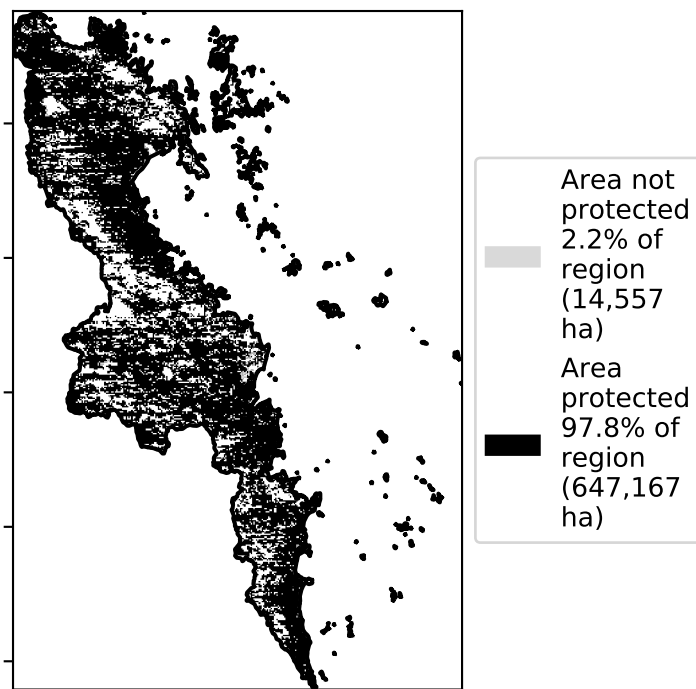 Area not
protected
2.2% of
region
(14,557
ha)
Area
protected
97.8% of
region
(647,167
ha)